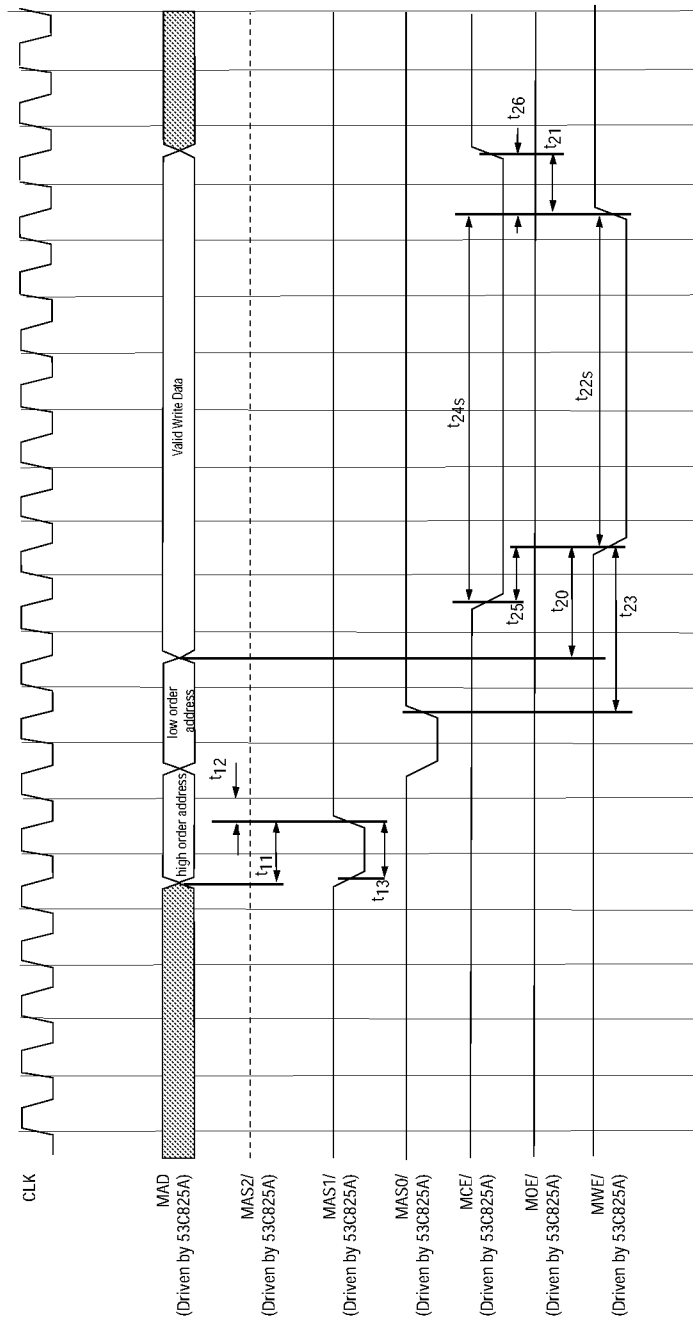 CLK
MAD
(Driven by 53C825A)
high order address
low order
address
Valid Write Data
MAS2/
(Driven by 53C825A)
t11
t12
MAS1/
(Driven by 53C825A)
t13
MAS0/
(Driven by 53C825A)
MCE/
(Driven by 53C825A)
t24s
t25
t26
MOE/
(Driven by 53C825A)
t20
t21
MWE/
(Driven by 53C825A)
t23
t22s